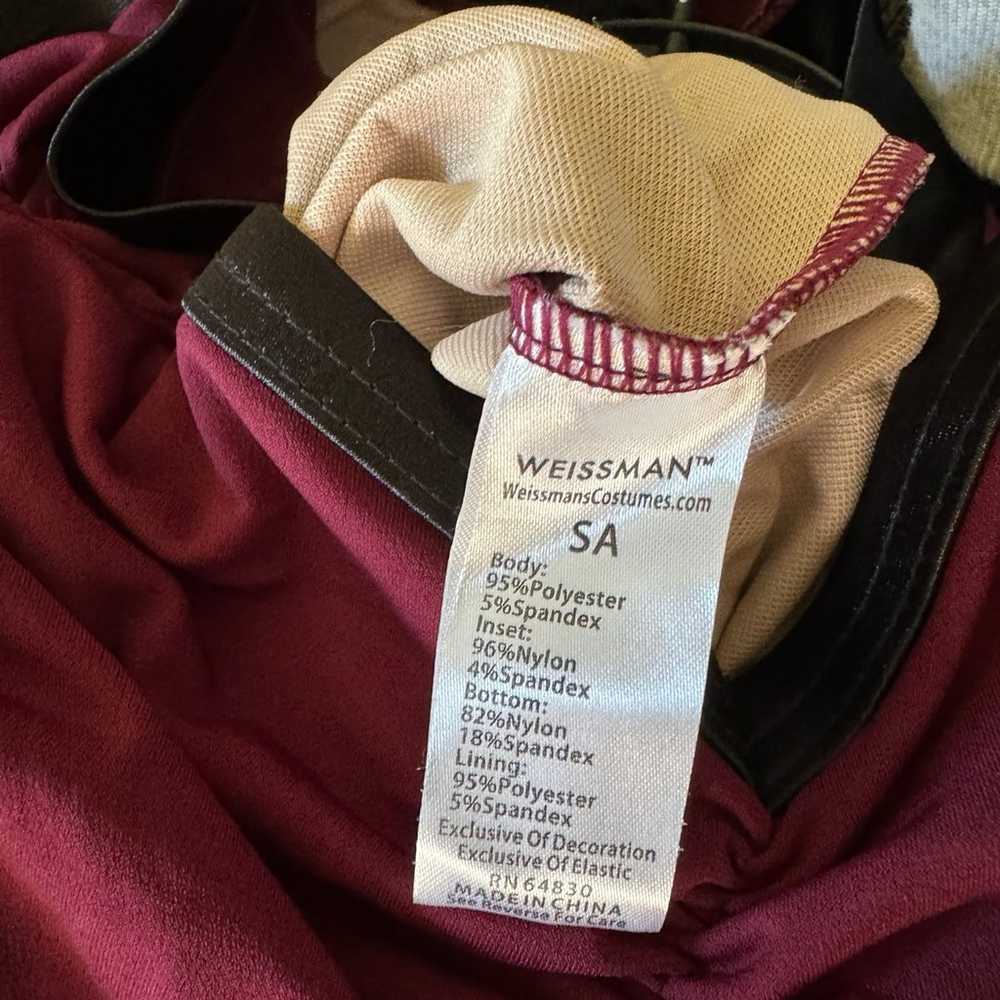 WEISSMAN™
WeissmansCostumes.com
SA
Body:
95%Polyester
5%Spandex
Inset:
96%Nylon
4%Spandex
Bottom:
82%Nylon
18%Spandex
Lining:
95%Polyester
5%Spandex
Exclusive Of Decoration
Exclusive Of Elastic
RN 64830
MADE IN CHINA
See Reverse For Care